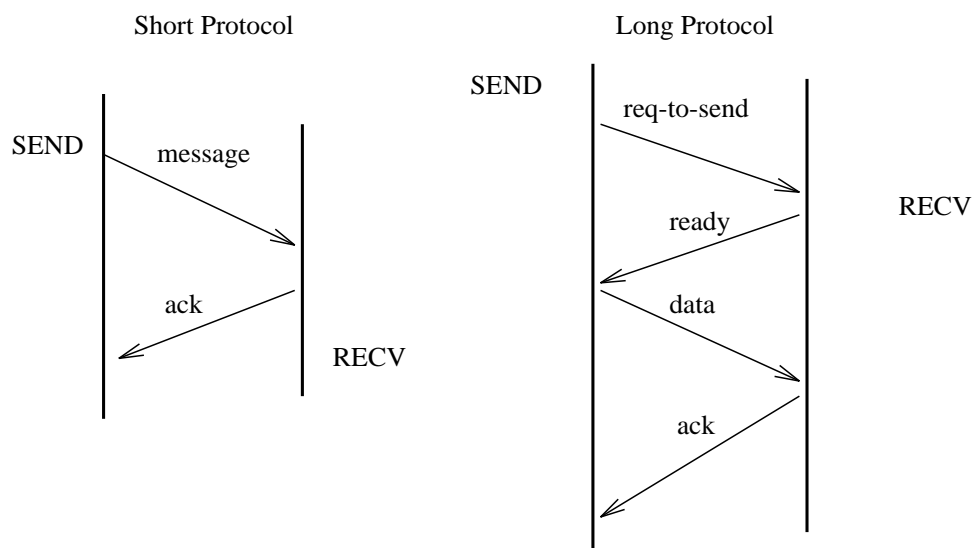 Short Protocol
SEND
message
ack
RECV
Long Protocol
SEND
req-to-send
RECV
ready
data
ack